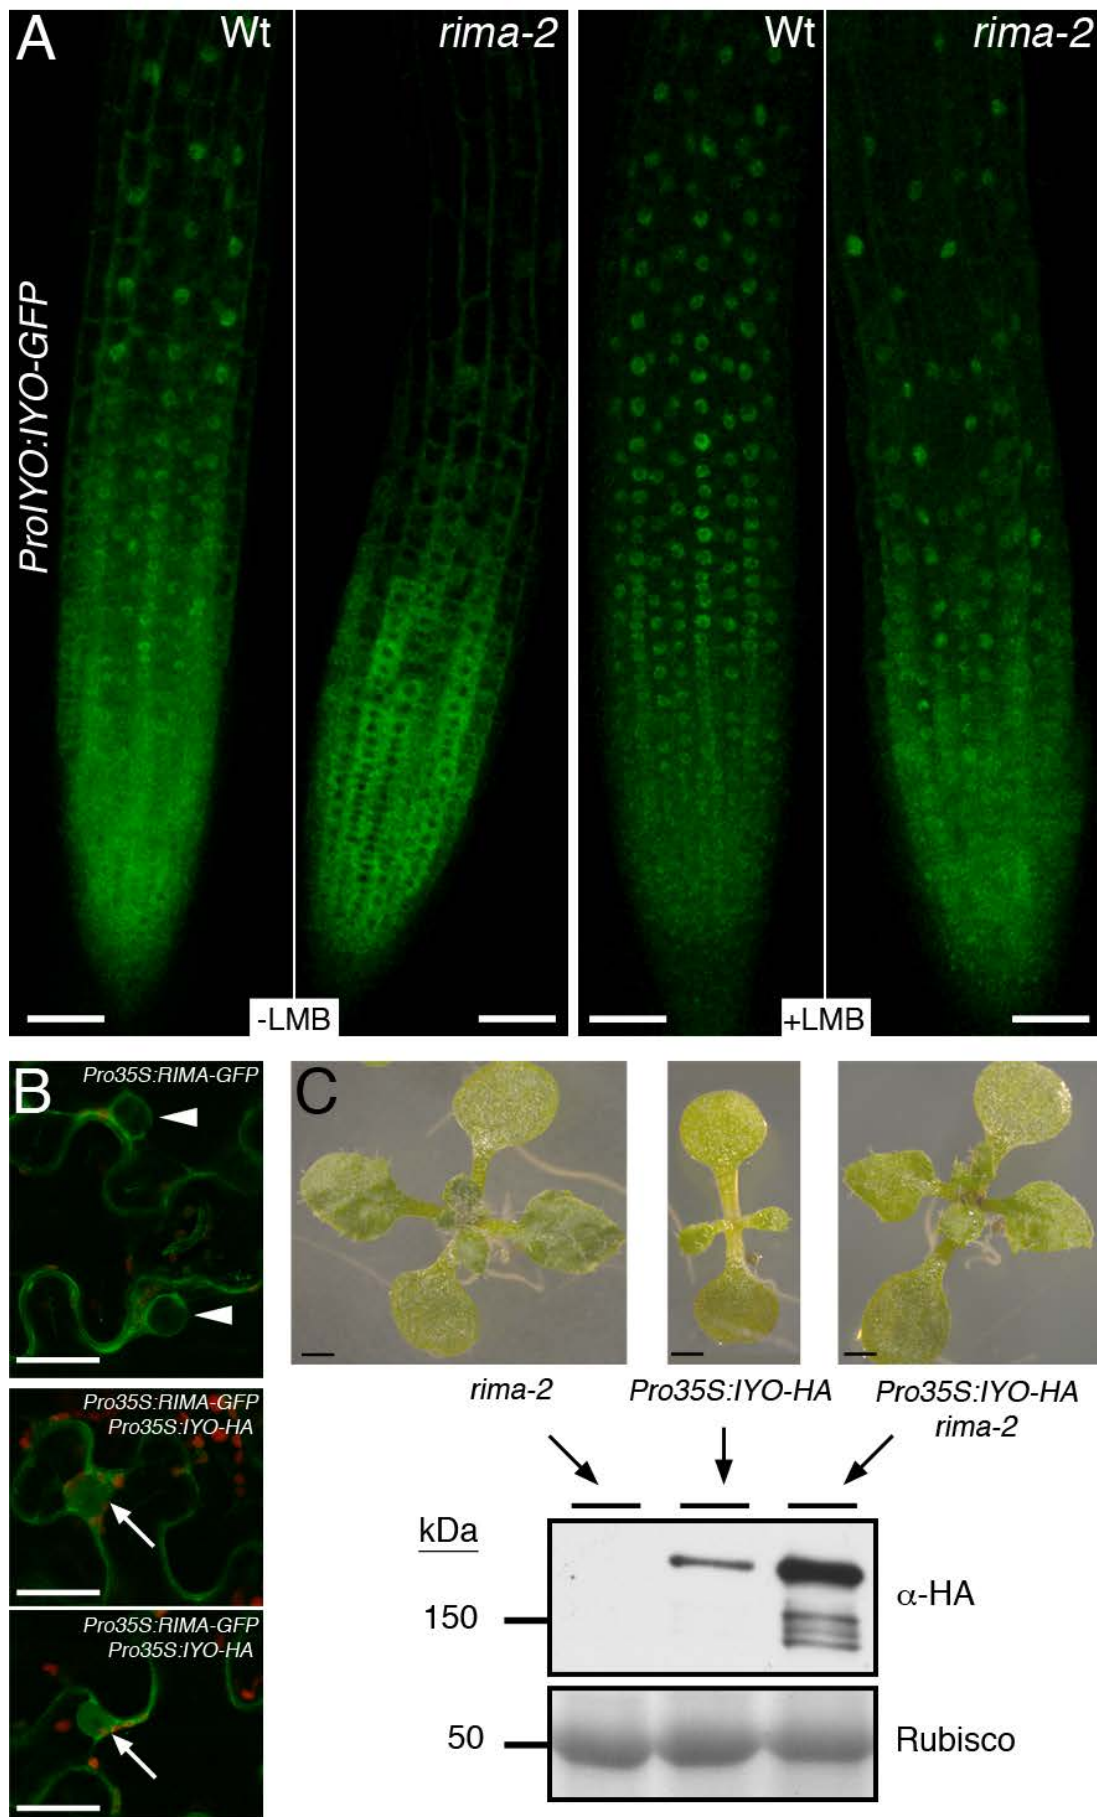 A
Wt
rima-2
Wt
rima-2
ProIYO:IYO-GFP
-LMB
+LMB
B
Pro35S:RIMA-GFP
Pro35S:RIMA-GFP
Pro35S:IYO-HA
Pro35S:RIMA-GFP
Pro35S:IYO-HA
C
rima-2
Pro35S:IYO-HA
Pro35S:IYO-HA
rima-2
kDa
150
α-HA
50
Rubisco